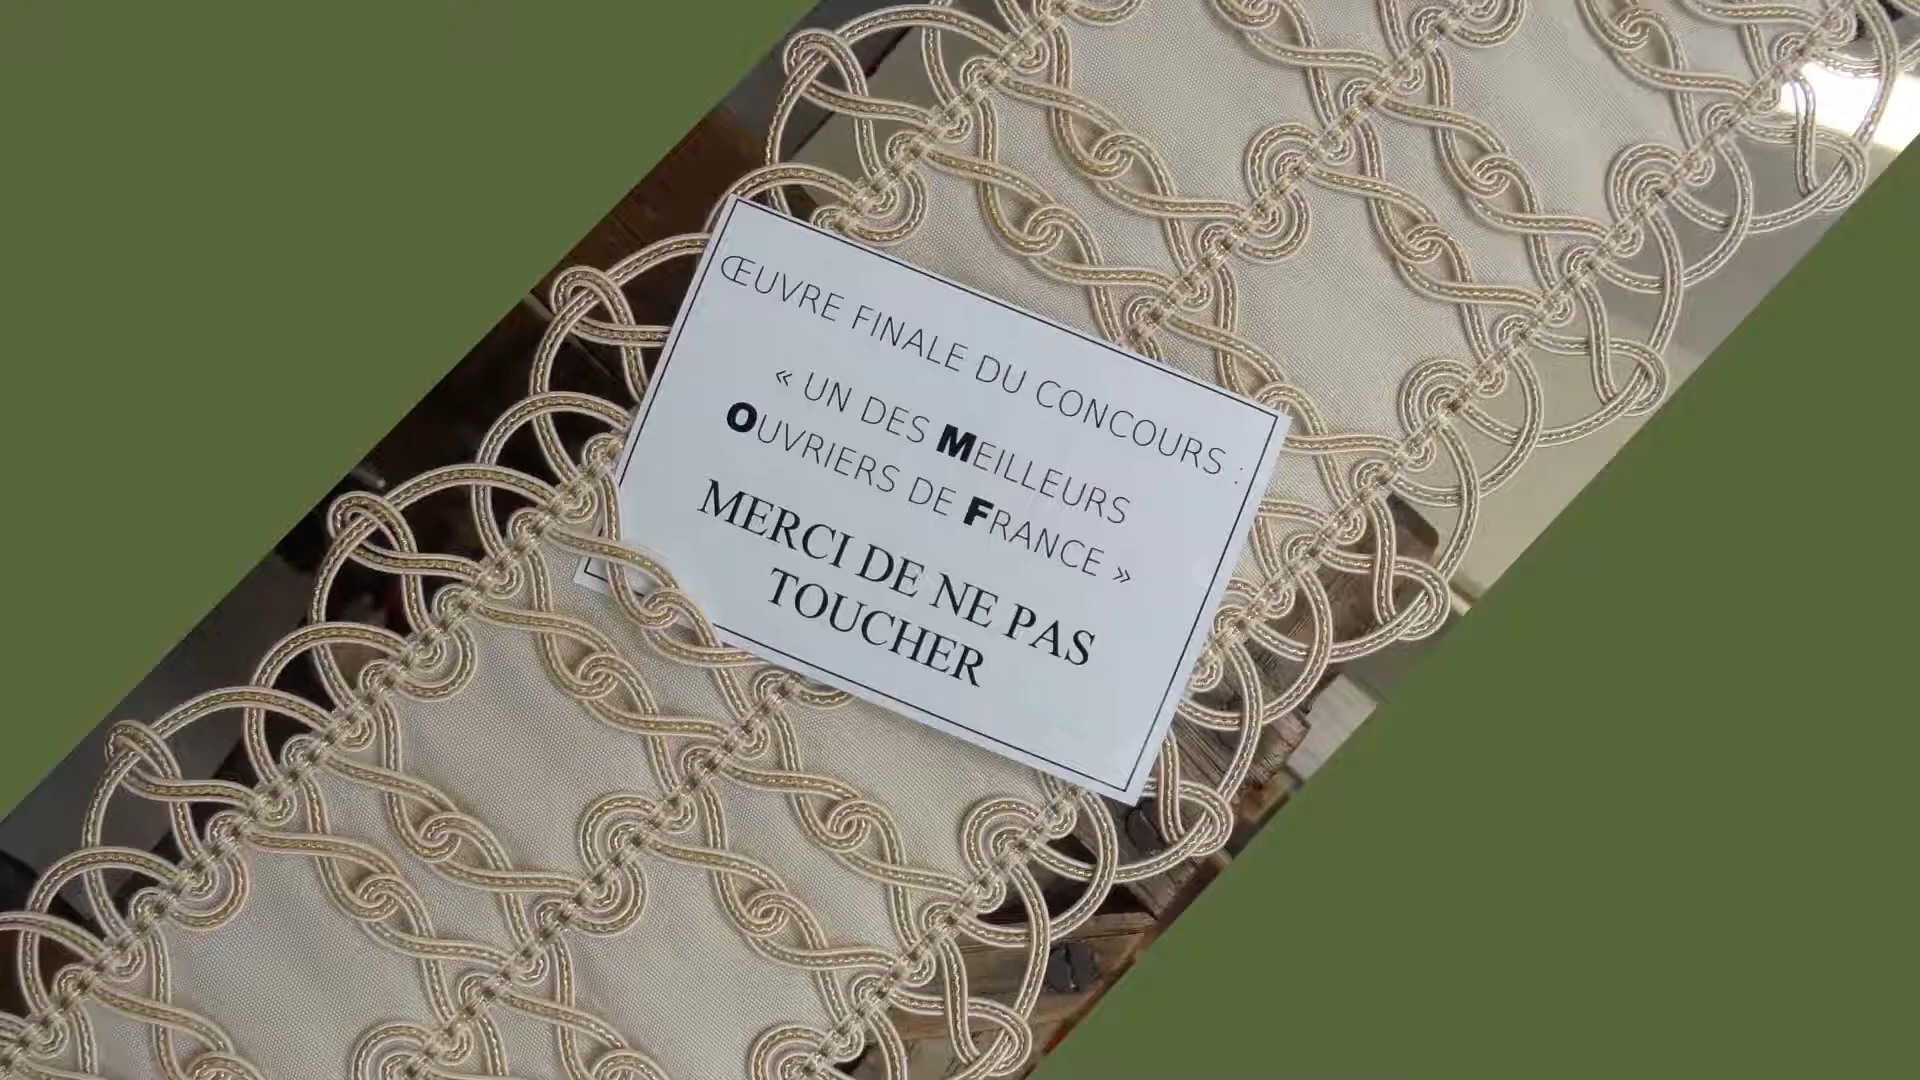 ŒUVRE FINALE DU CONCOURS :
« UN DES MEILLEURS
OUVRIERS DE FRANCE »
MERCI DE NE PAS
TOUCHER